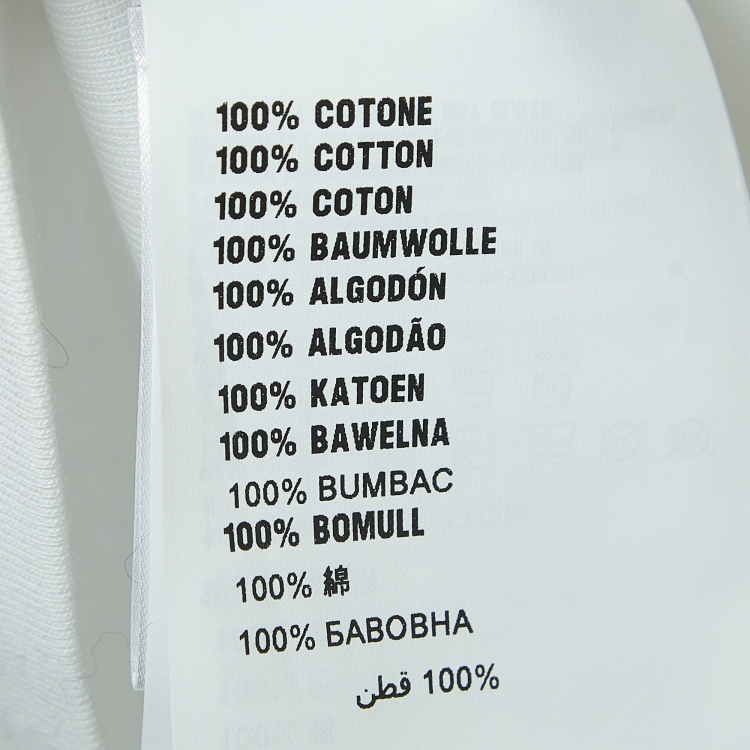 100% COTONE
100% COTTON
100% COTON
100% BAUMWOLLE
100% ALGODÓN
100% ALGODÃO
100% KATOEN
100% BAWELNA
100% BUMBAC
100% BOMULL
100% 綿
100% БАВОВНА
100% قطن